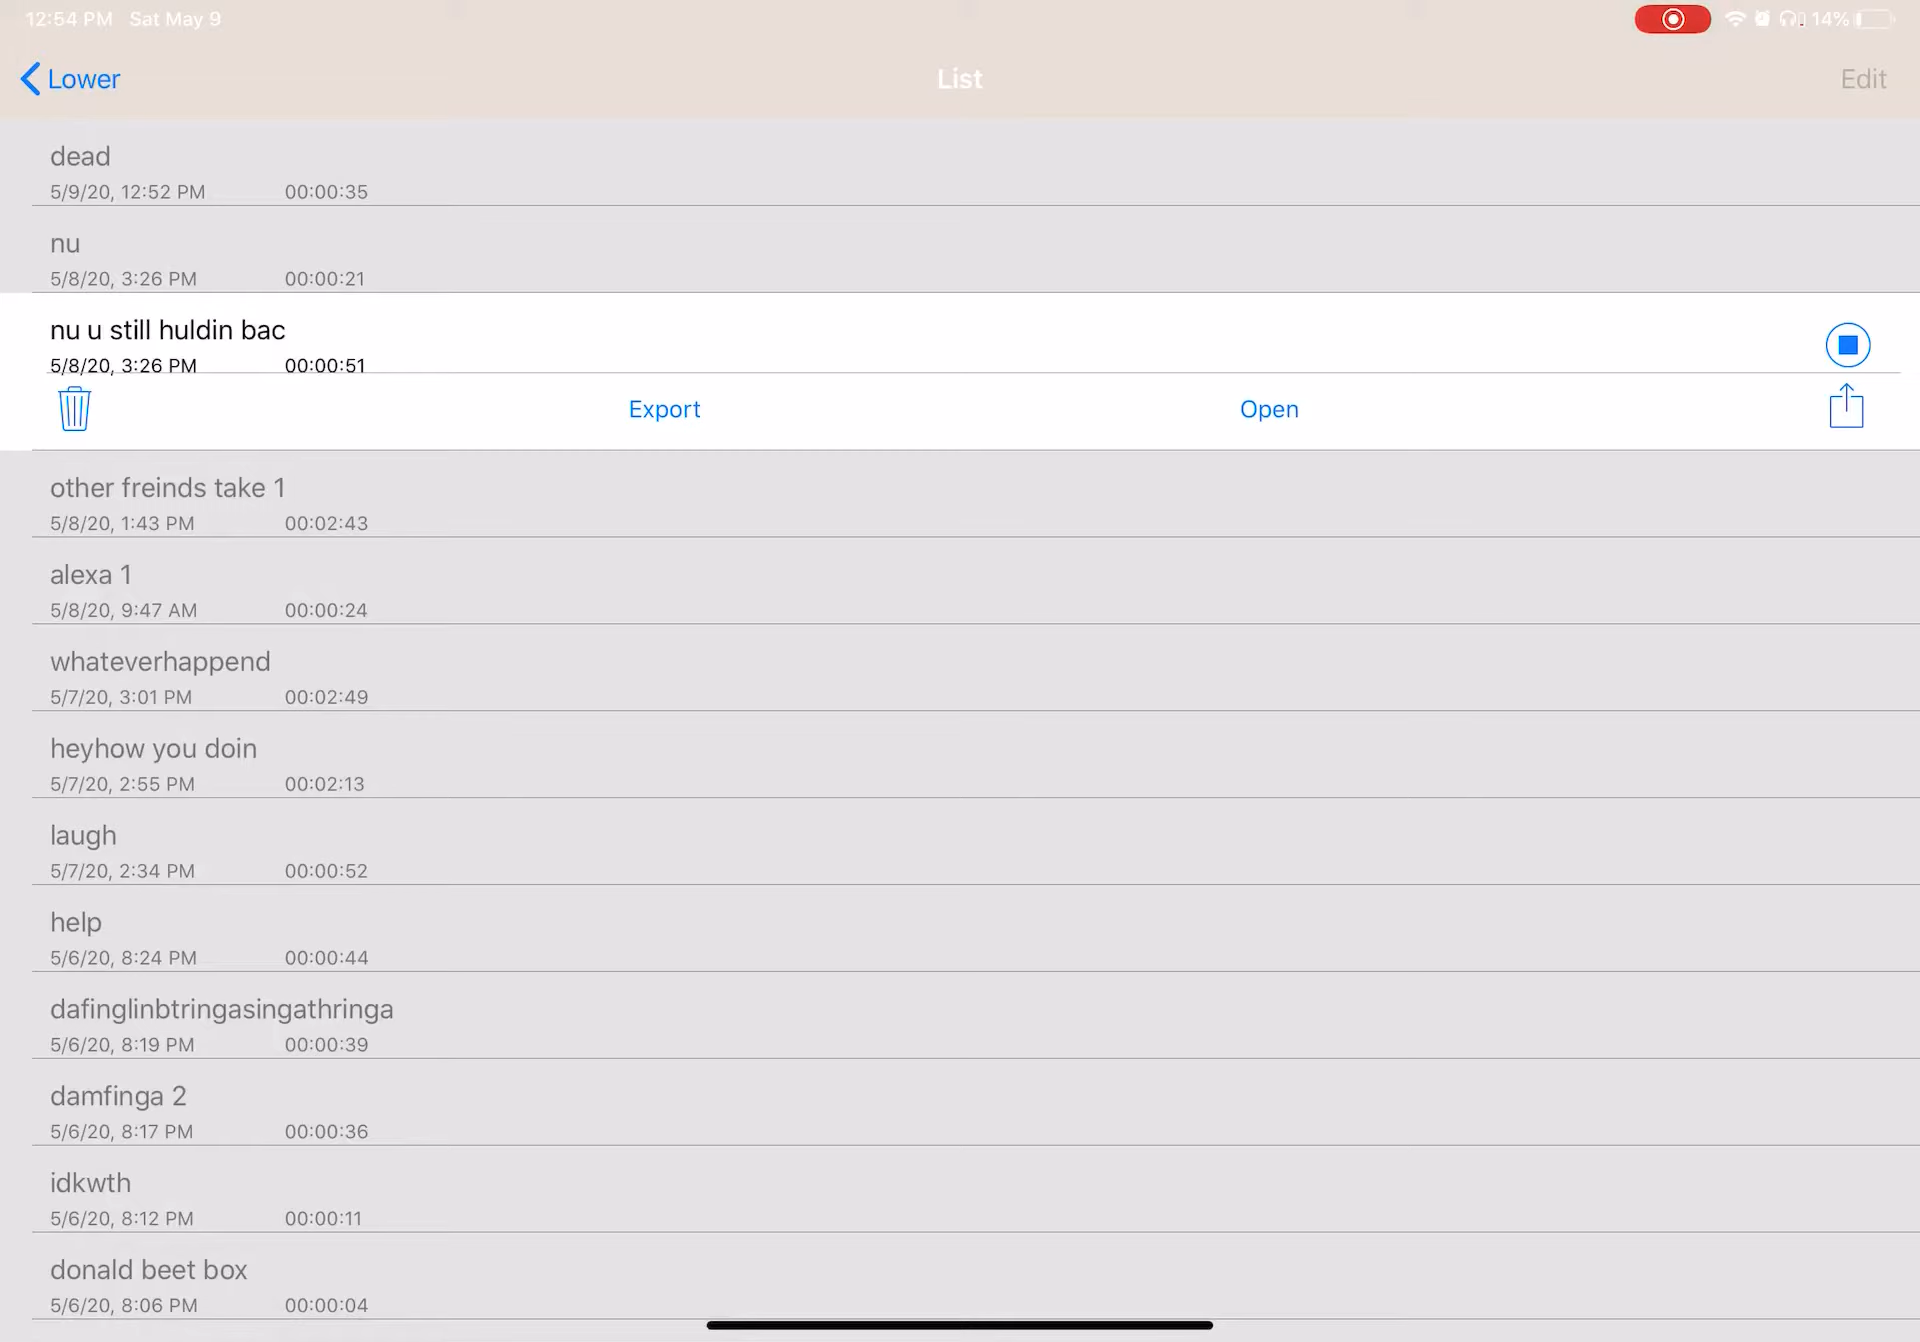 12:54 PM Sat May 9 14%
Lower List Edit
dead
5/9/20, 12:52 PM 00:00:35
nu
5/8/20, 3:26 PM 00:00:21
nu u still huldin bac
5/8/20, 3:26 PM 00:00:51
Export Open
other freinds take 1
5/8/20, 1:43 PM 00:02:43
alexa 1
5/8/20, 9:47 AM 00:00:24
whateverhappend
5/7/20, 3:01 PM 00:02:49
heyhow you doin
5/7/20, 2:55 PM 00:02:13
laugh
5/7/20, 2:34 PM 00:00:52
help
5/6/20, 8:24 PM 00:00:44
dafinglinbtringasingathringa
5/6/20, 8:19 PM 00:00:39
damfinga 2
5/6/20, 8:17 PM 00:00:36
idkwth
5/6/20, 8:12 PM 00:00:11
donald beet box
5/6/20, 8:06 PM 00:00:04